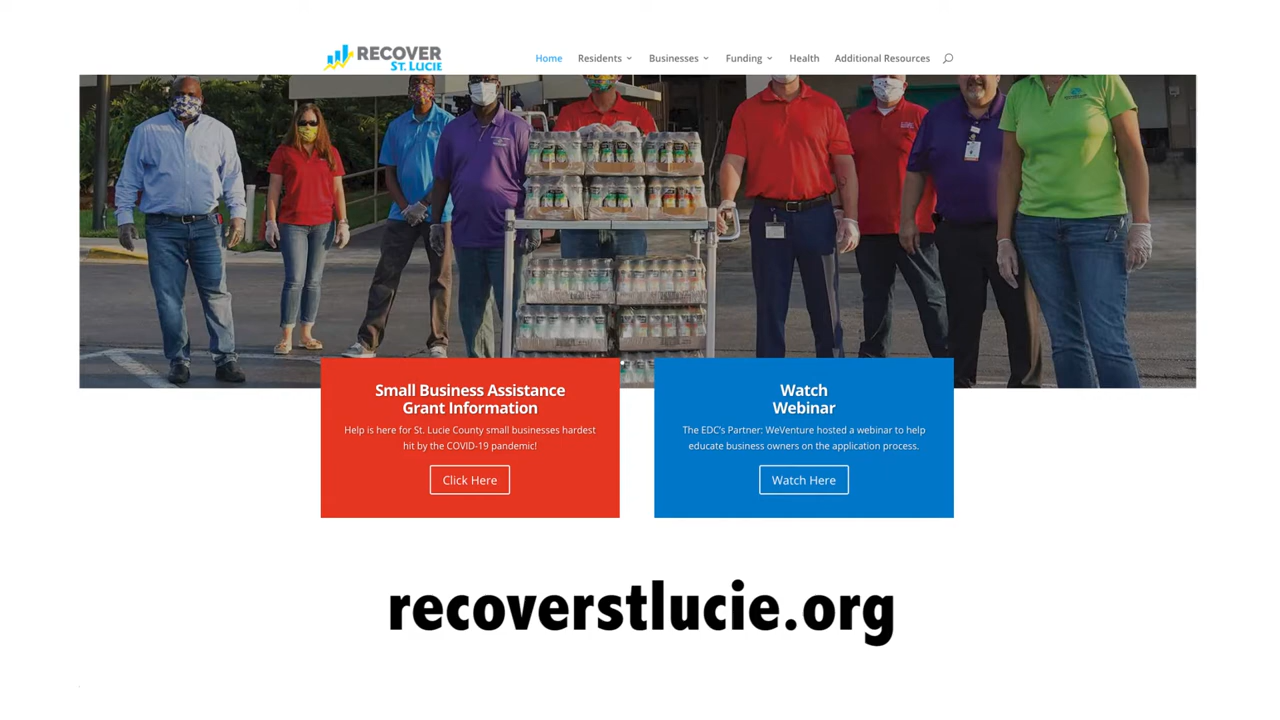 RECOVER
ST. LUCIE
Home Residents Businesses Funding Health Additional Resources
Small Business Assistance
Grant Information
Help is here for St. Lucie County small businesses hardest
hit by the COVID-19 pandemic!
Click Here
Watch
Webinar
The EDC's Partner: WeVenture hosted a webinar to help
educate business owners on the application process.
Watch Here
recoverstlucie.org